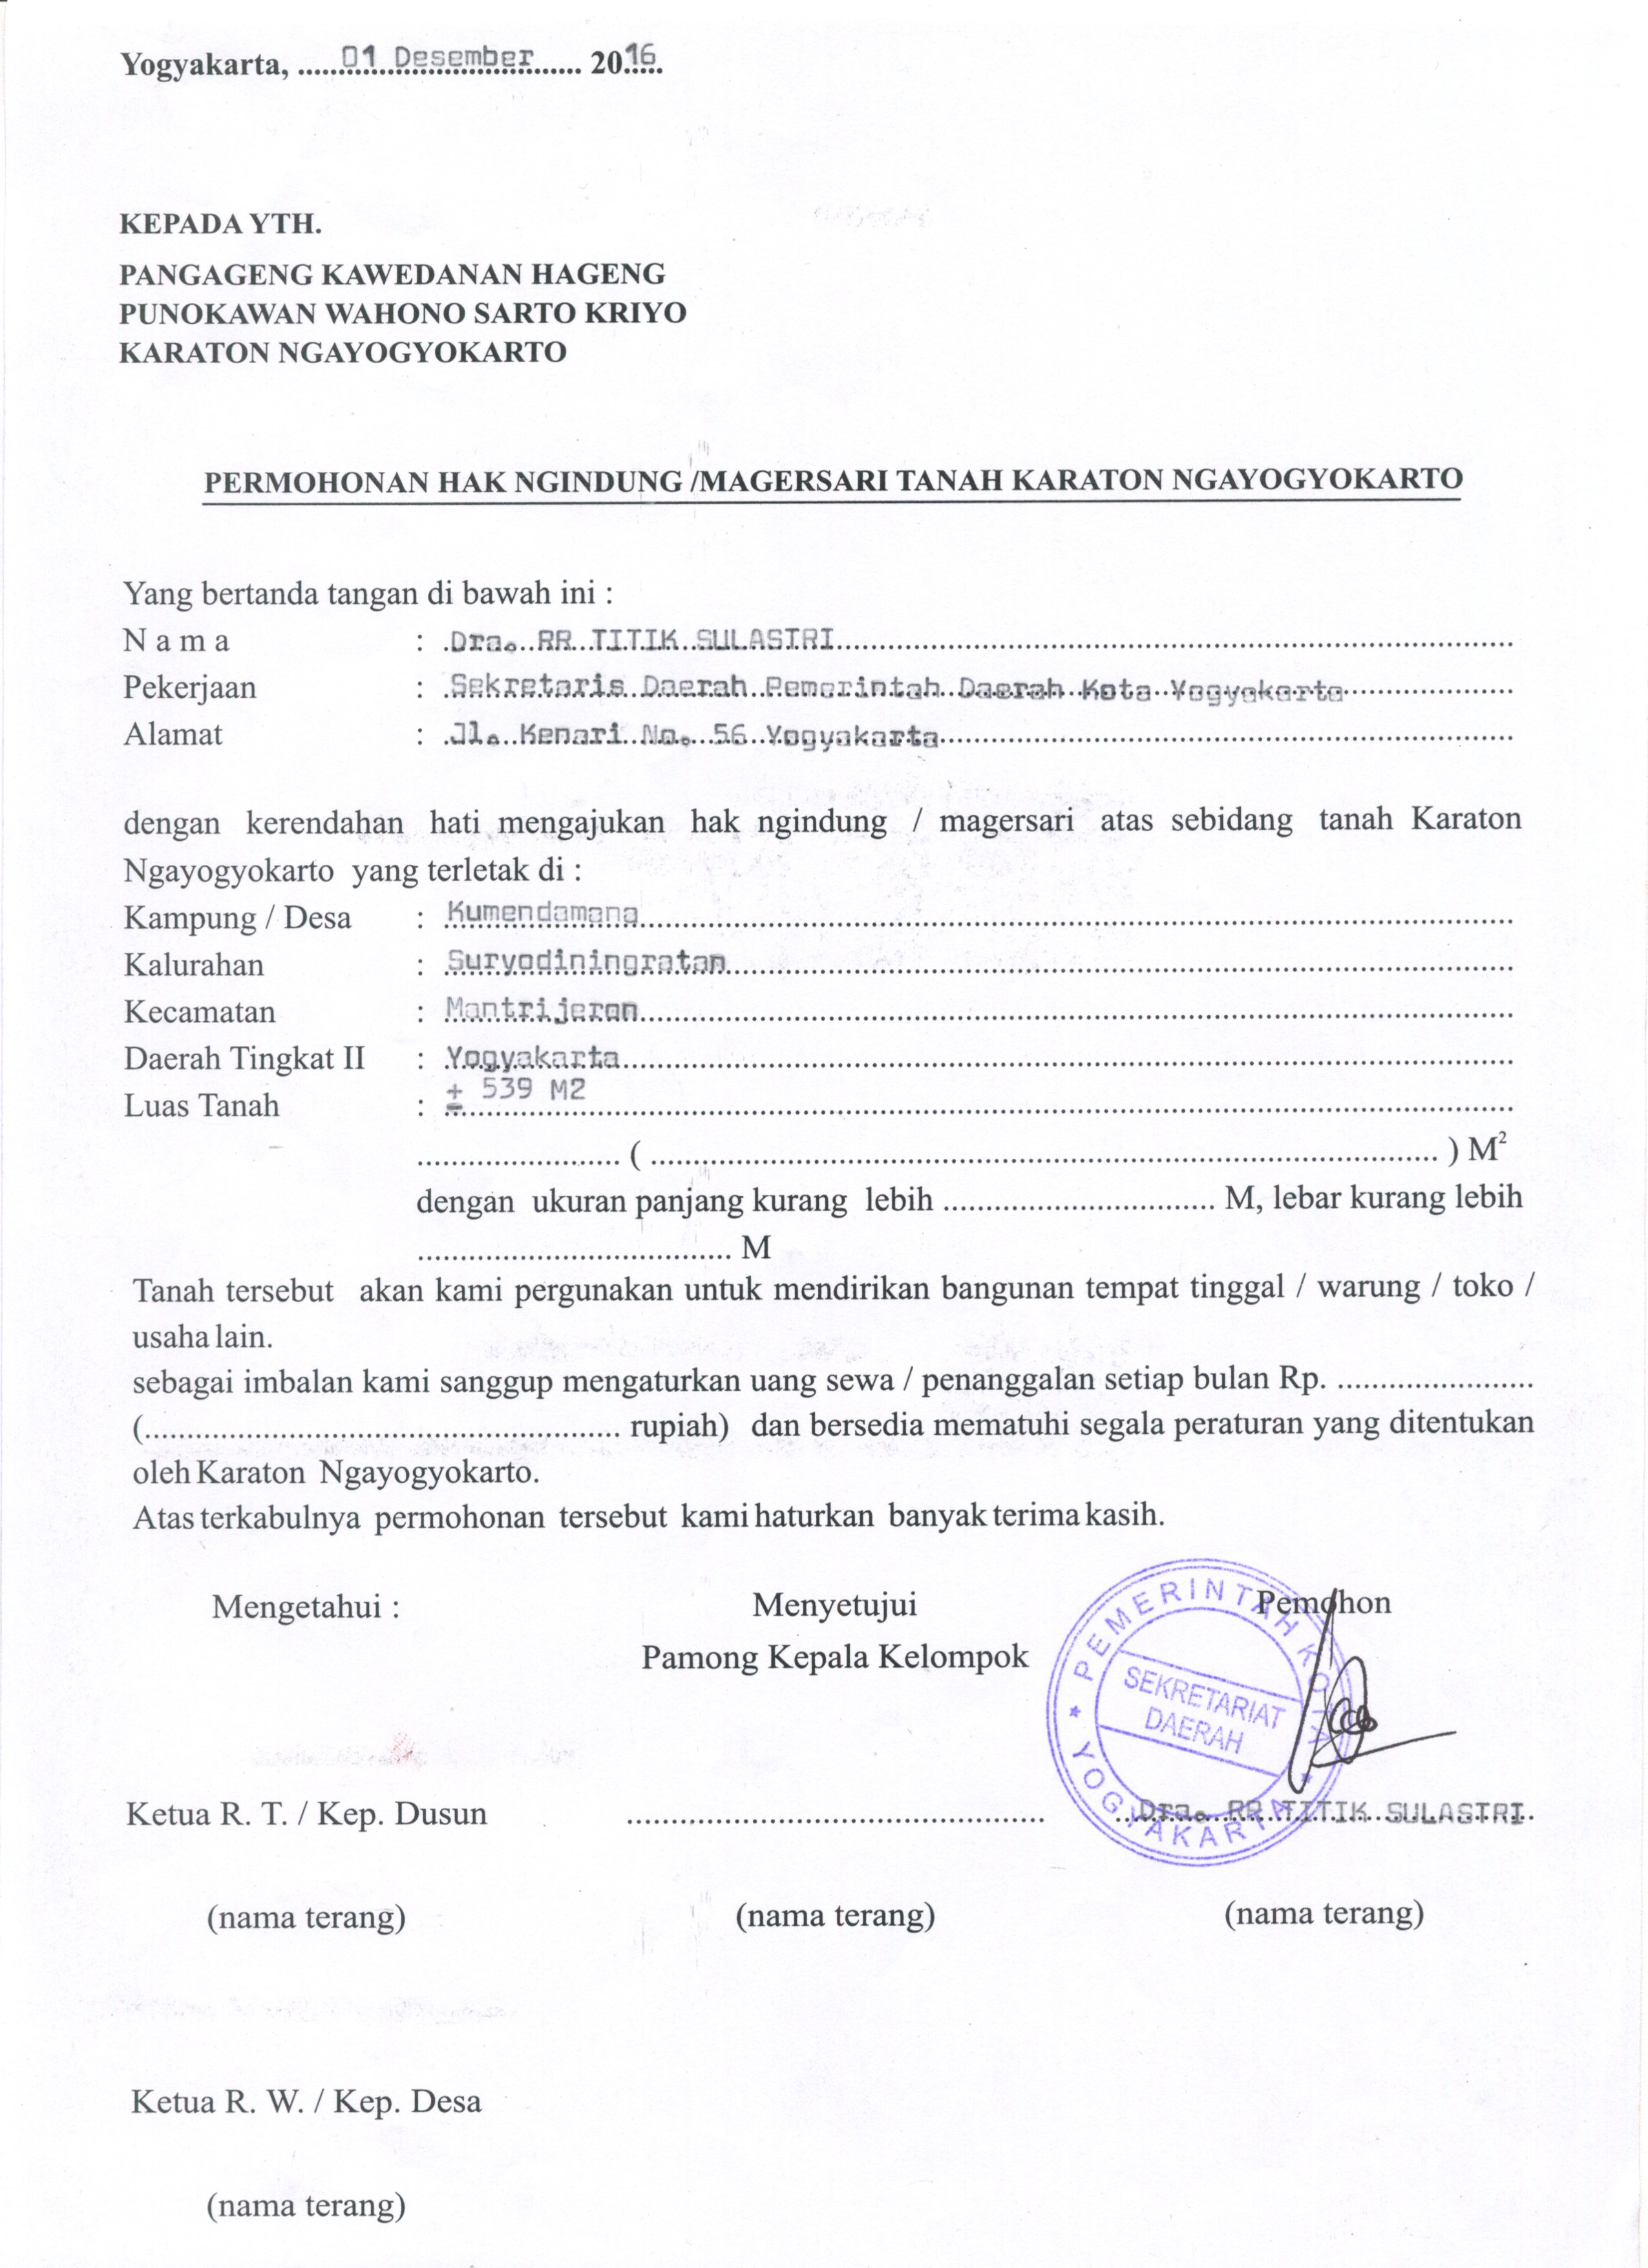 Yogyakarta, .....01 Desember..... 2016
KEPADA YTH.
PANGAGENG KAWEDANAN HAGENG
PUNOKAWAN WAHONO SARTO KRIYO
KARATON NGAYOGYOKARTO
PERMOHONAN HAK NGINDUNG /MAGERSARI TANAH KARATON NGAYOGYOKARTO
Yang bertanda tangan di bawah ini :
N a m a : Dra. RR TITIK SULASTRI
Pekerjaan : Sekretaris Daerah Pemerintah Daerah Kota Yogyakarta
Alamat : Jl. Kenari No. 56 Yogyakarta
dengan kerendahan hati mengajukan hak ngindung / magersari atas sebidang tanah Karaton
Ngayogyokarto yang terletak di :
Kampung / Desa : Kumendamang
Kalurahan : Suryodiningratan
Kecamatan : Mantrijeron
Daerah Tingkat II : Yogyakarta
Luas Tanah : ± 539 M2
........................ ( ........................ ) M²
dengan ukuran panjang kurang lebih ........................ M, lebar kurang lebih
........................ M
Tanah tersebut akan kami pergunakan untuk mendirikan bangunan tempat tinggal / warung / toko /
usaha lain.
sebagai imbalan kami sanggup mengaturkan uang sewa / penanggalan setiap bulan Rp. ........................
(........................ rupiah) dan bersedia mematuhi segala peraturan yang ditentukan
oleh Karaton Ngayogyokarto.
Atas terkabulnya permohonan tersebut kami haturkan banyak terima kasih.
Mengetahui : Menyetujui Pemohon
Pamong Kepala Kelompok
PEMERINTAH KOTA
SEKRETARIAT
DAERAH
YOGYAKARTA
Ketua R. T. / Kep. Dusun ........................ Dra. RR TITIK SULASTRI
(nama terang) (nama terang) (nama terang)
Ketua R. W. / Kep. Desa
(nama terang)